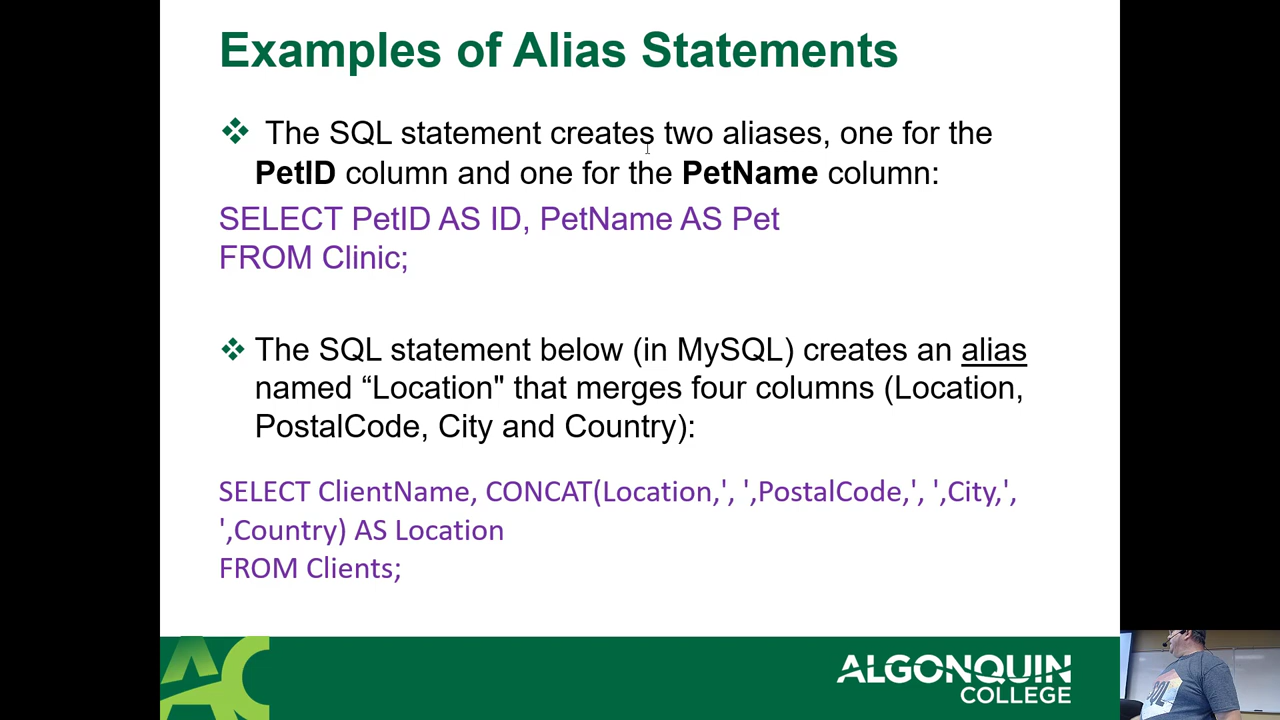 Examples of Alias Statements
The SQL statement creates two aliases, one for the
PetID column and one for the PetName column:
SELECT PetID AS ID, PetName AS Pet
FROM Clinic;
The SQL statement below (in MySQL) creates an alias
named “Location" that merges four columns (Location,
PostalCode, City and Country):
SELECT ClientName, CONCAT(Location,', ',PostalCode,', ',City,',
',Country) AS Location
FROM Clients;
AC
ALGONQUIN
COLLEGE